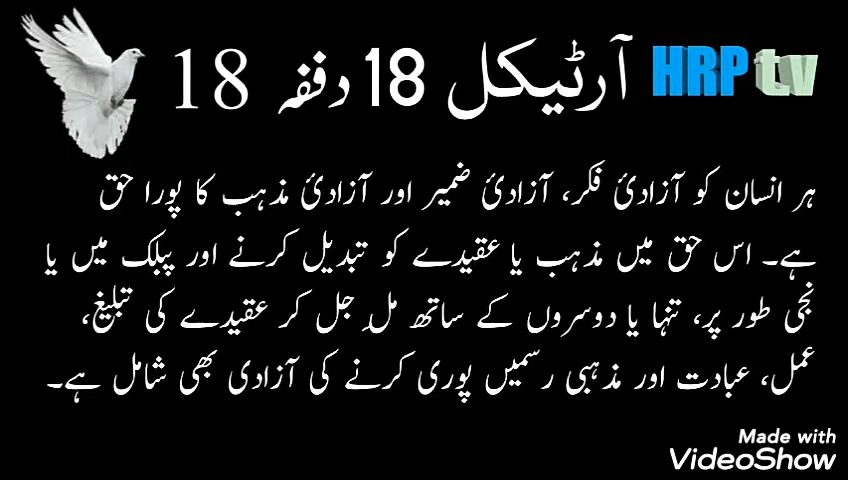 HRP tv آرٹیکل 18 دفقہ 18
ہر انسان کو آزادئ فکر، آزادئ ضمیر اور آزادئ مذہب کا پورا حق
ہے۔ اس حق میں مذہب یا عقیدے کو تبدیل کرنے اور پبلک میں یا
نجی طور پر، تنہا یا دوسروں کے ساتھ مل جل کر عقیدے کی تبلیغ،
عمل، عبادت اور مذہبی رسمیں پوری کرنے کی آزادی بھی شامل ہے۔
Made with
VideoShow